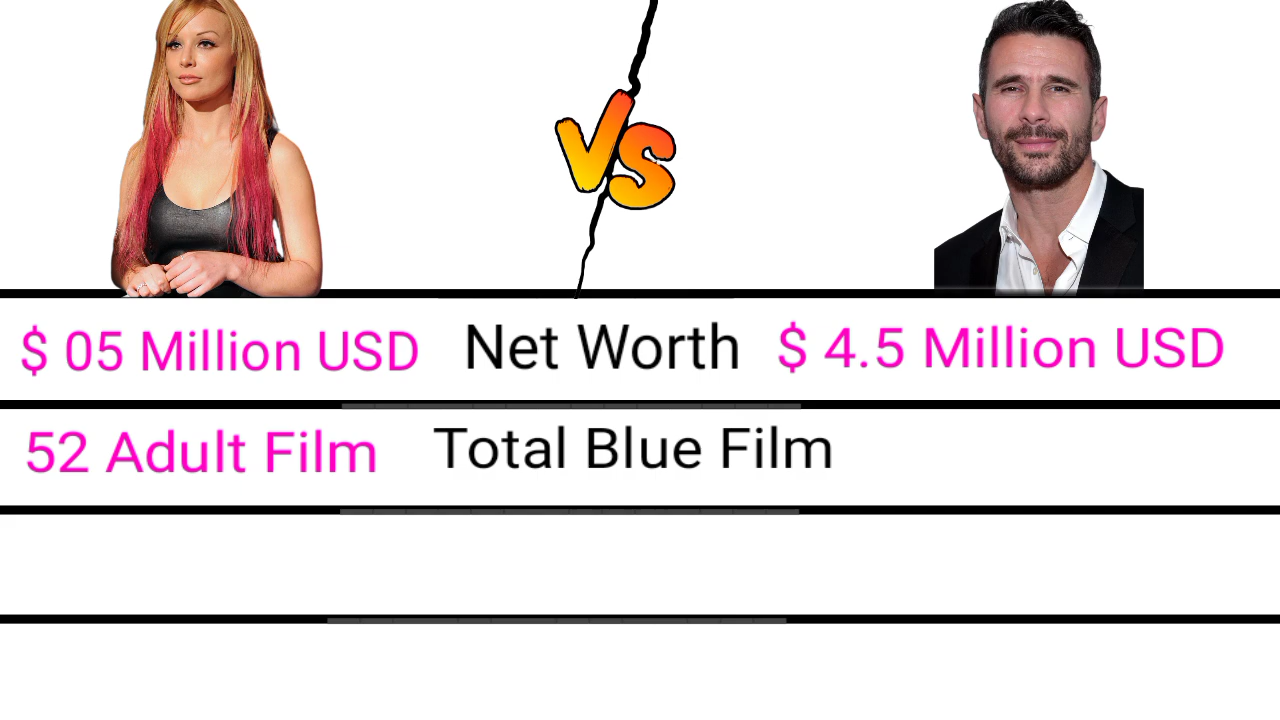 VS
$ 05 Million USD Net Worth $ 4.5 Million USD
52 Adult Film Total Blue Film